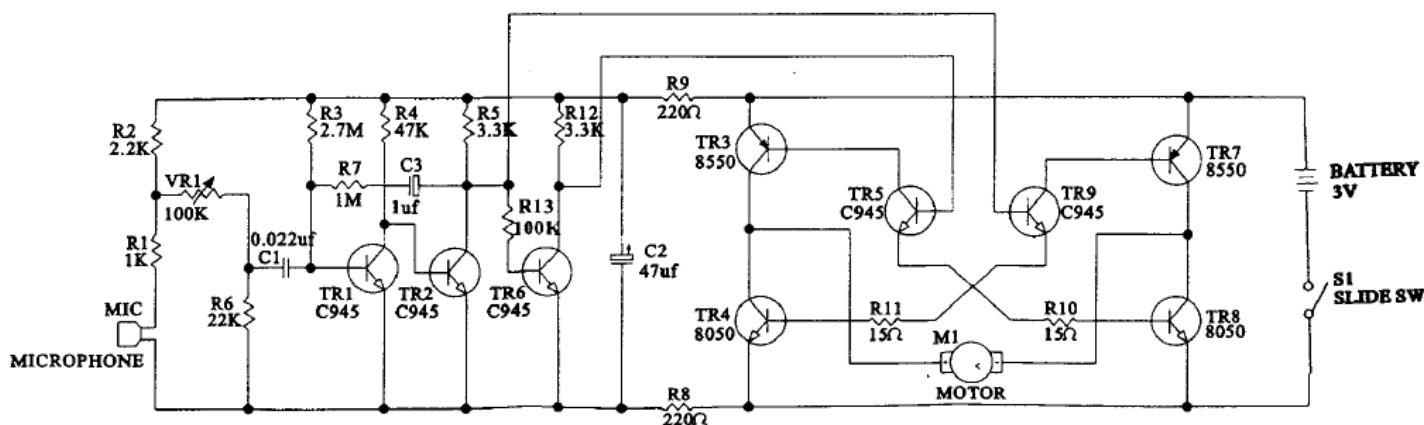 R9
220Ω
R3
2.7M
R4
47K
R5
3.3K
R12
3.3K
R2
2.2K
TR3
8550
TR7
8550
VR1
100K
R7
1M
C3
1uf
TR5
C945
TR9
C945
BATTERY
3V
R13
100K
R1
1K
0.022uf
C1
C2
47uf
MIC
MICROPHONE
R6
22K
TR1
C945
TR2
C945
TR6
C945
TR4
8050
R11
15Ω
R10
15Ω
TR8
8050
S1
SLIDE SW
M1
MOTOR
R8
220Ω